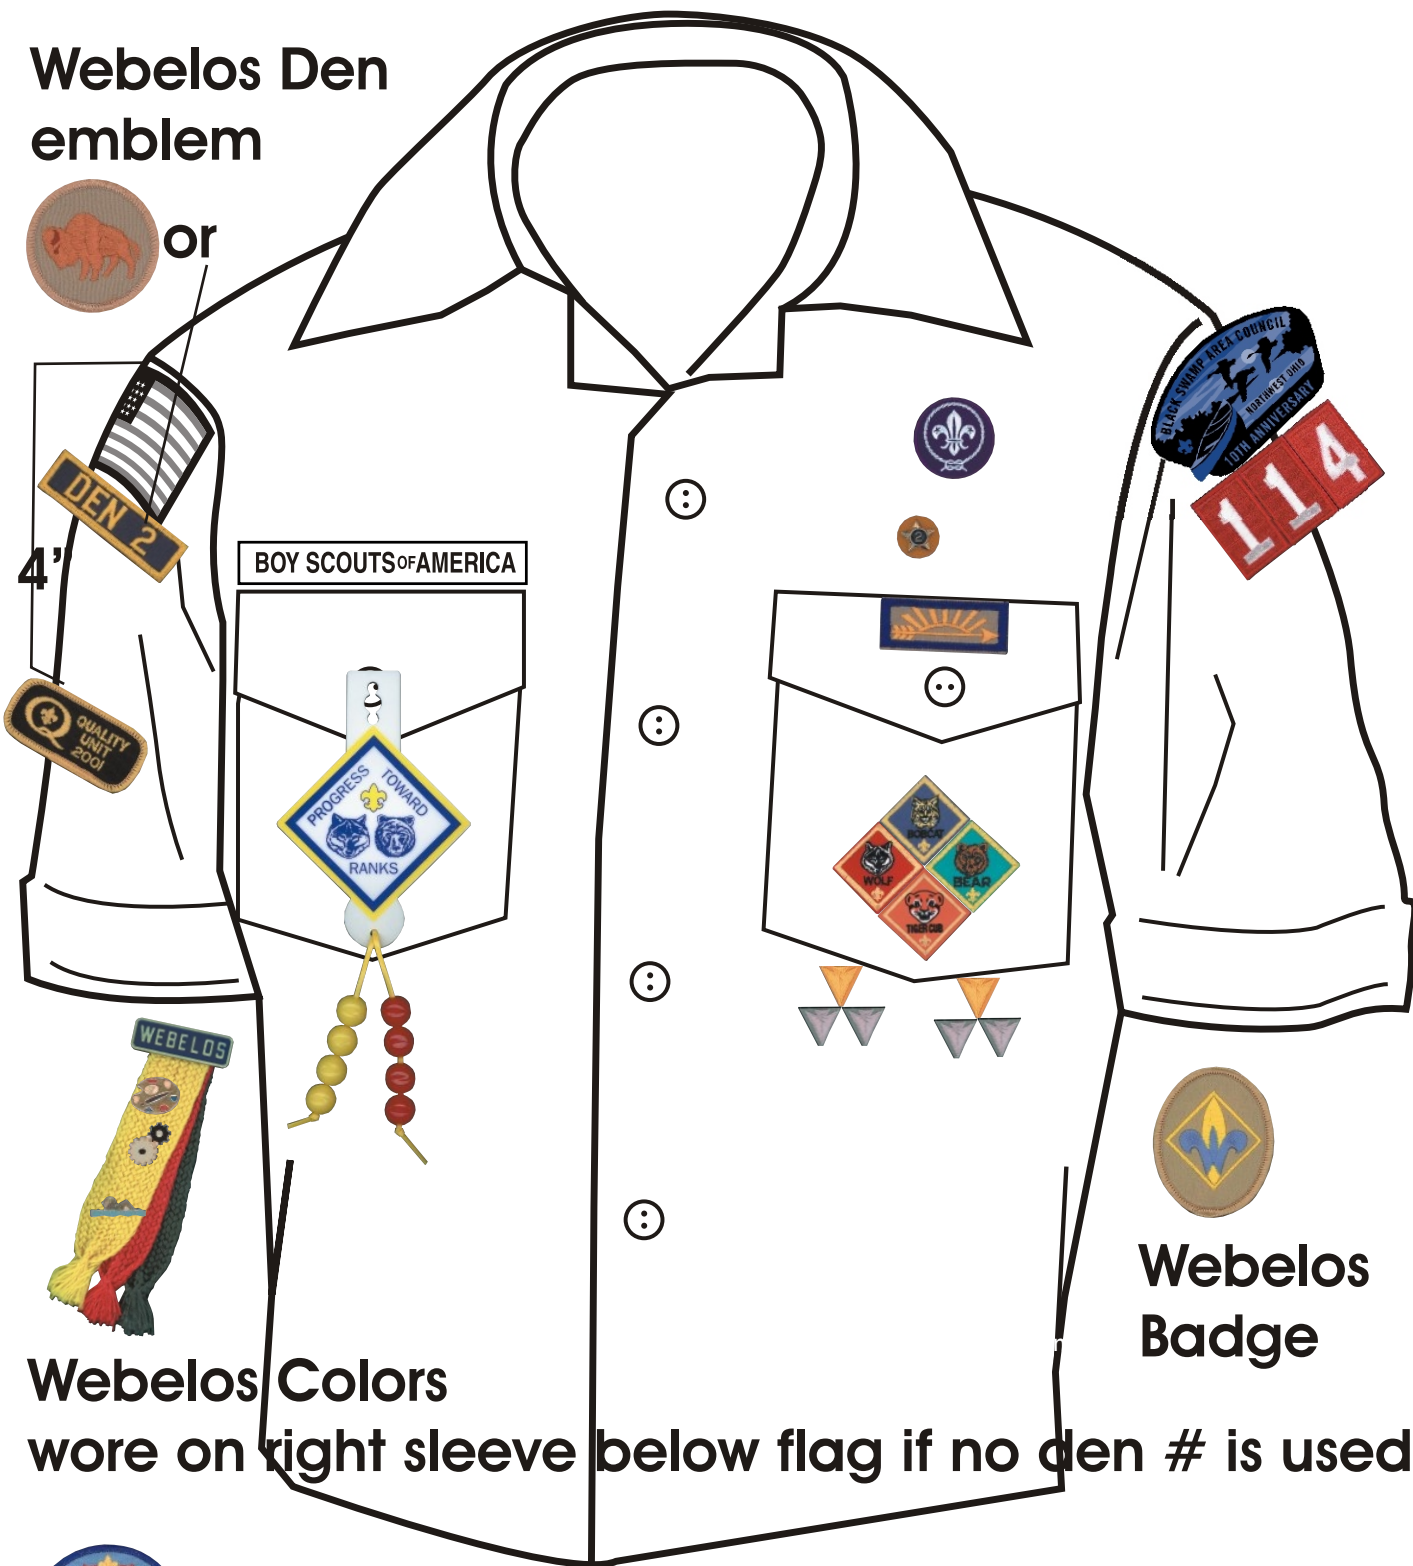 Webelos Den
emblem
or
BLACK SWAMP AREA COUNCIL
NORTHWEST OHIO
10TH ANNIVERSARY
114
DEN 2
4"
BOY SCOUTS OF AMERICA
2
Q QUALITY
UNIT
2001
PROGRESS TOWARD
RANKS
BOBCAT
WOLF
BEAR
TIGER CUB
WEBELOS
Webelos
Badge
Webelos Colors
wore on right sleeve below flag if no den # is used